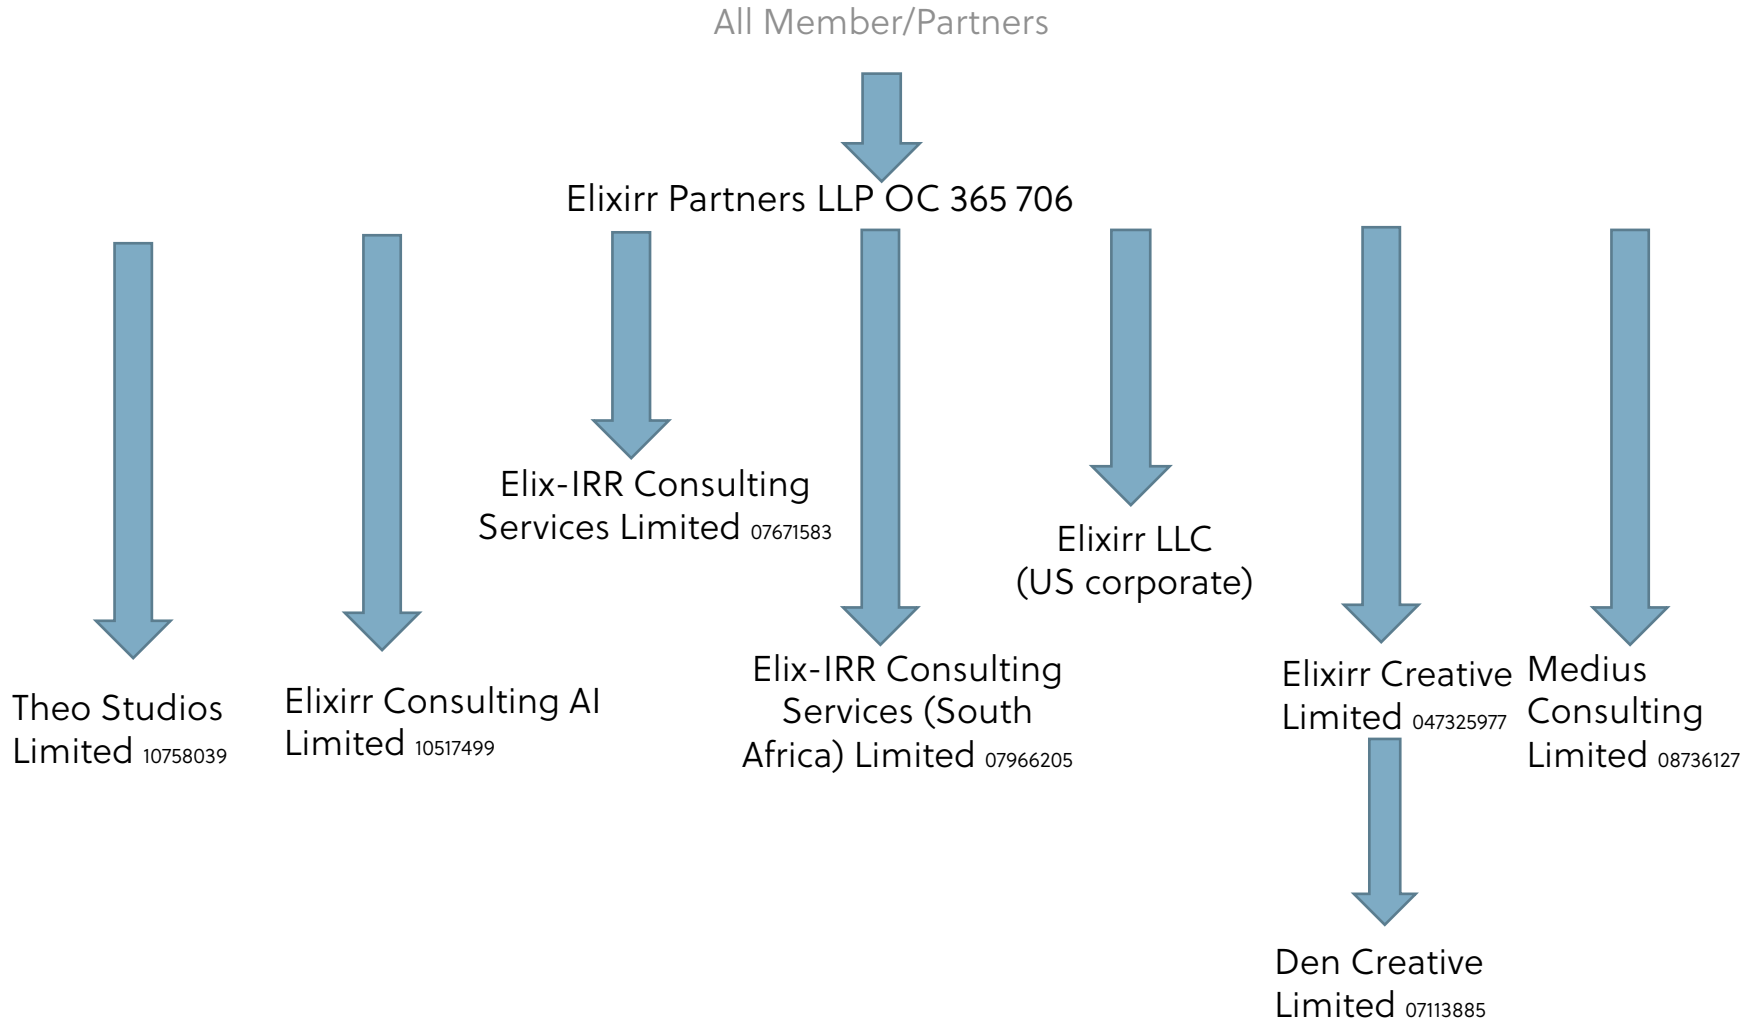 All Member/Partners
Elixirr Partners LLP OC 365 706
Elix-IRR Consulting
Services Limited 07671583
Elixirr LLC
(US corporate)
Theo Studios
Limited 10758039
Elixirr Consulting AI
Limited 10517499
Elix-IRR Consulting
Services (South
Africa) Limited 07966205
Elixirr Creative
Limited 047325977
Medius
Consulting
Limited 08736127
Den Creative
Limited 07113885